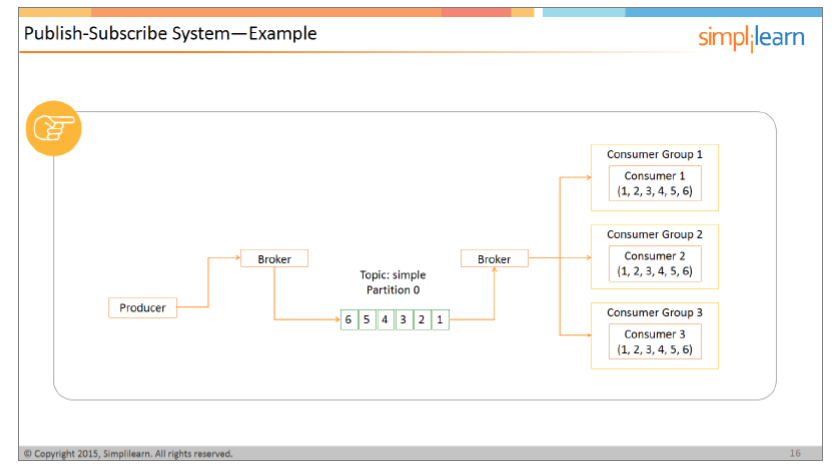 Publish-Subscribe System—Example
simplilearn
Consumer Group 1
Consumer 1
(1, 2, 3, 4, 5, 6)
Consumer Group 2
Consumer 2
(1, 2, 3, 4, 5, 6)
Broker
Broker
Topic: simple
Partition 0
Producer
6 5 4 3 2 1
Consumer Group 3
Consumer 3
(1, 2, 3, 4, 5, 6)
© Copyright 2015, Simplilearn. All rights reserved.
16